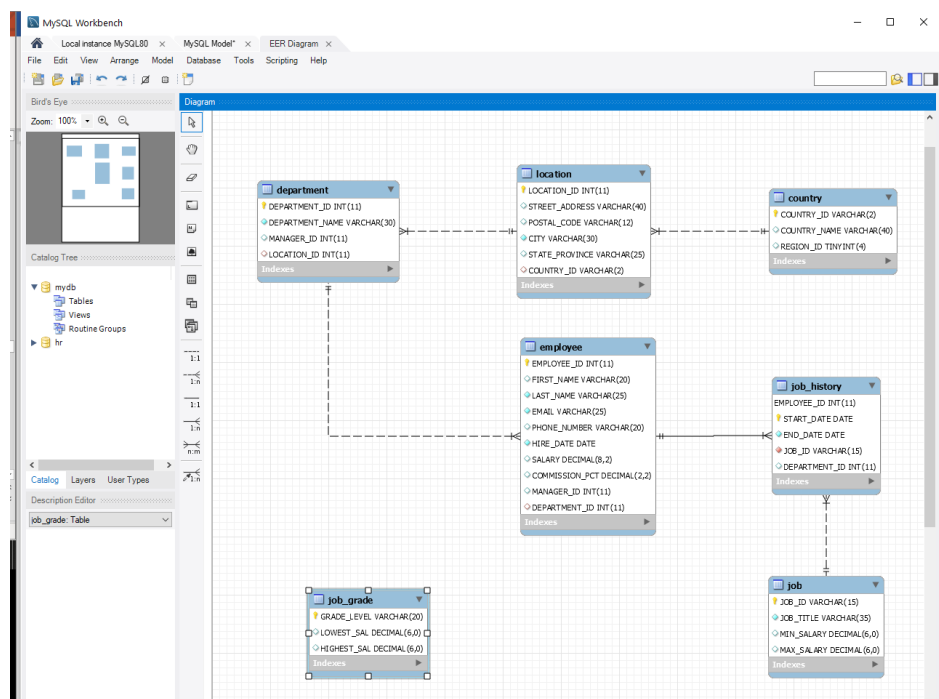 MySQL Workbench
Local instance MySQL80
MySQL Model*
EER Diagram
File Edit View Arrange Model Database Tools Scripting Help
Bird's Eye
Zoom: 100%
Catalog Tree
mydb
Tables
Views
Routine Groups
hr
Catalog Layers User Types
Description Editor
job_grade: Table
Diagram
1:1
1:n
1:1
1:n
n:m
1:n
department
DEPARTMENT_ID INT(11)
DEPARTMENT_NAME VARCHAR(30)
MANAGER_ID INT(11)
LOCATION_ID INT(11)
Indexes
location
LOCATION_ID INT(11)
STREET_ADDRESS VARCHAR(40)
POSTAL_CODE VARCHAR(12)
CITY VARCHAR(30)
STATE_PROVINCE VARCHAR(25)
COUNTRY_ID VARCHAR(2)
Indexes
country
COUNTRY_ID VARCHAR(2)
COUNTRY_NAME VARCHAR(40)
REGION_ID TINYINT(4)
Indexes
employee
EMPLOYEE_ID INT(11)
FIRST_NAME VARCHAR(20)
LAST_NAME VARCHAR(25)
EMAIL VARCHAR(25)
PHONE_NUMBER VARCHAR(20)
HIRE_DATE DATE
SALARY DECIMAL(8,2)
COMMISSION_PCT DECIMAL(2,2)
MANAGER_ID INT(11)
DEPARTMENT_ID INT(11)
Indexes
job_history
EMPLOYEE_ID INT(11)
START_DATE DATE
END_DATE DATE
JOB_ID VARCHAR(15)
DEPARTMENT_ID INT(11)
Indexes
job_grade
GRADE_LEVEL VARCHAR(20)
LOWEST_SAL DECIMAL(6,0)
HIGHEST_SAL DECIMAL(6,0)
Indexes
job
JOB_ID VARCHAR(15)
JOB_TITLE VARCHAR(35)
MIN_SALARY DECIMAL(6,0)
MAX_SALARY DECIMAL(6,0)
Indexes